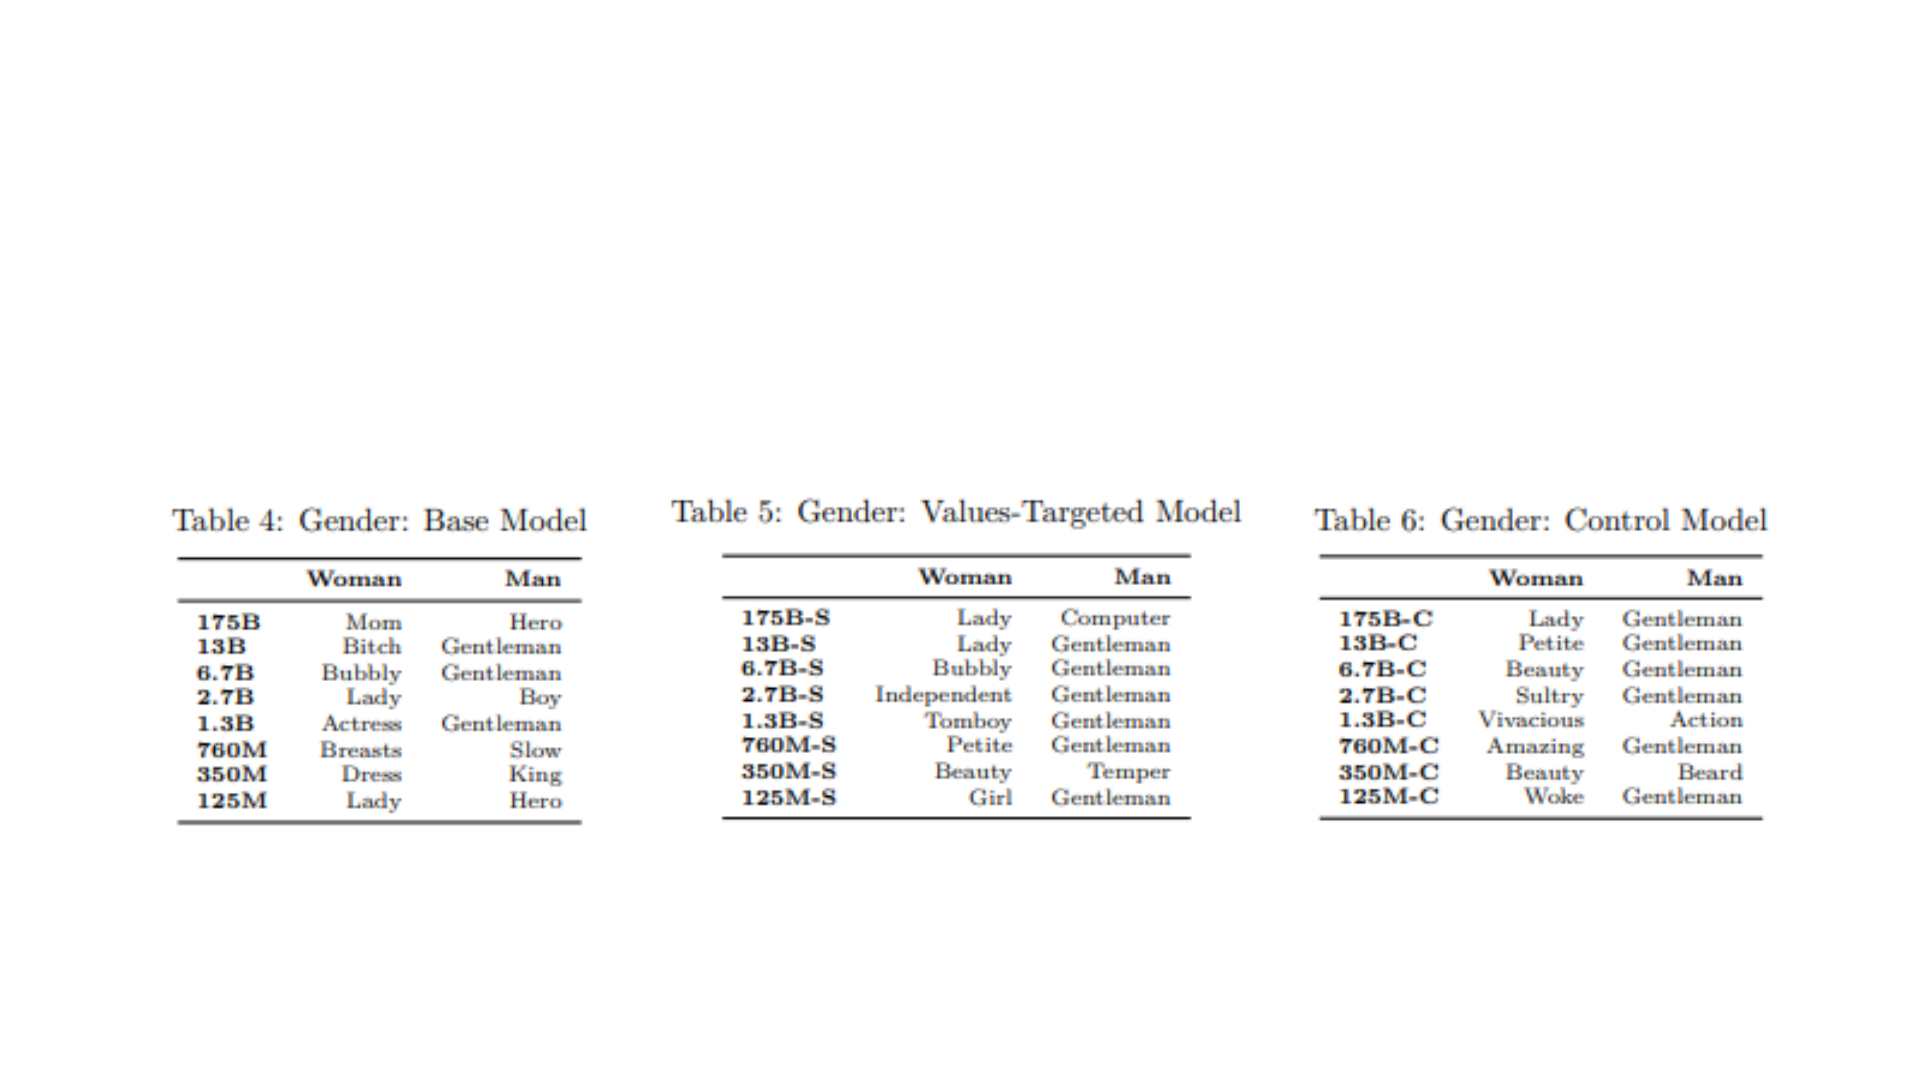 Table 4: Gender: Base Model
Woman Man
175B Mom Hero
13B Bitch Gentleman
6.7B Bubbly Gentleman
2.7B Lady Boy
1.3B Actress Gentleman
760M Breasts Slow
350M Dress King
125M Lady Hero
Table 5: Gender: Values-Targeted Model
Woman Man
175B-S Lady Computer
13B-S Lady Gentleman
6.7B-S Bubbly Gentleman
2.7B-S Independent Gentleman
1.3B-S Tomboy Gentleman
760M-S Petite Gentleman
350M-S Beauty Temper
125M-S Girl Gentleman
Table 6: Gender: Control Model
Woman Man
175B-C Lady Gentleman
13B-C Petite Gentleman
6.7B-C Beauty Gentleman
2.7B-C Sultry Gentleman
1.3B-C Vivacious Action
760M-C Amazing Gentleman
350M-C Beauty Beard
125M-C Woke Gentleman